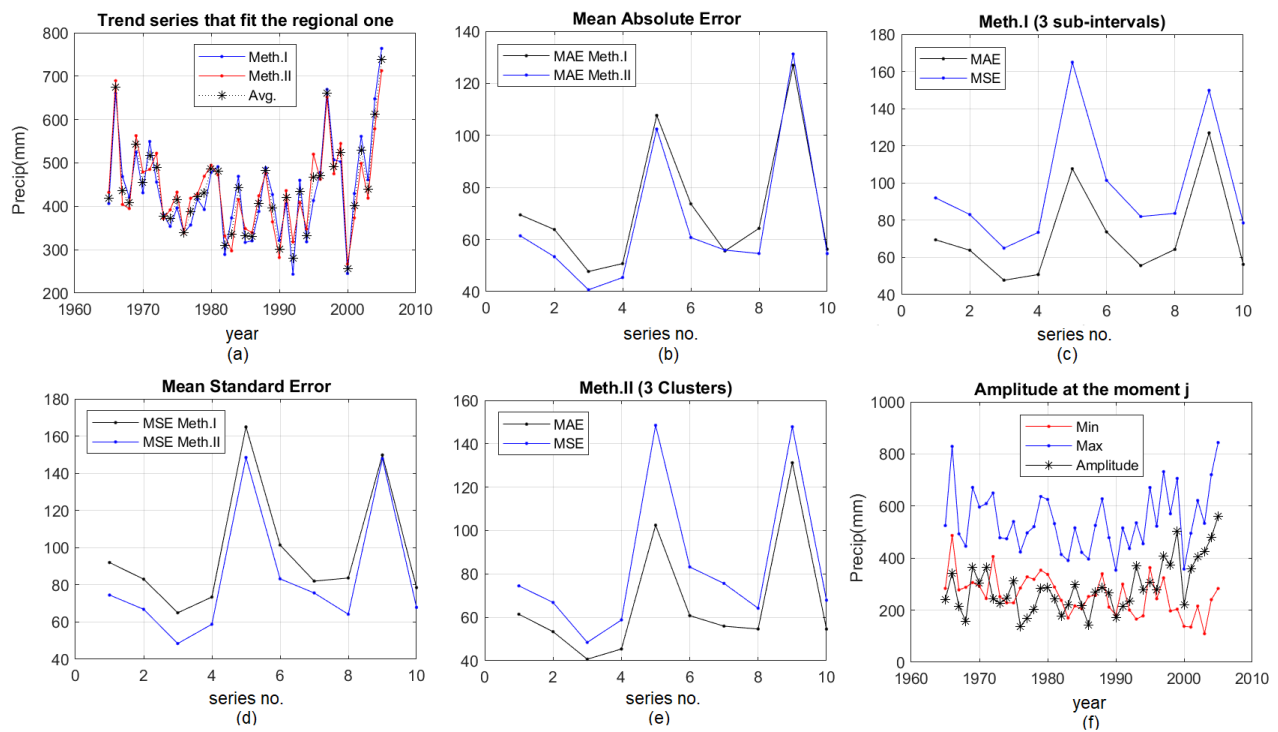 Trend series that fit the regional one
800
700
600
500
400
300
200
Precip(mm)
Meth.I
Meth.II
Avg.
1960 1970 1980 1990 2000 2010
year
(a)
Mean Absolute Error
140
120
100
80
60
40
MAE Meth.I
MAE Meth.II
0 2 4 6 8 10
series no.
(b)
Meth.I (3 sub-intervals)
180
160
140
120
100
80
60
40
MAE
MSE
0 2 4 6 8 10
series no.
(c)
Mean Standard Error
180
160
140
120
100
80
60
40
MSE Meth.I
MSE Meth.II
0 2 4 6 8 10
series no.
(d)
Meth.II (3 Clusters)
160
140
120
100
80
60
40
MAE
MSE
0 2 4 6 8 10
series no.
(e)
Amplitude at the moment j
1000
800
600
400
200
0
Precip(mm)
Min
Max
Amplitude
1960 1970 1980 1990 2000 2010
year
(f)